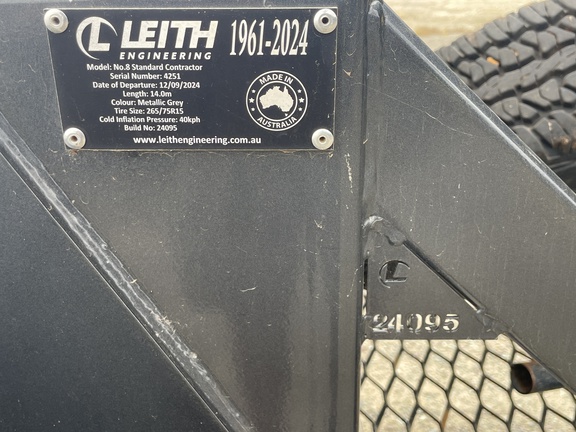 LEITH 1961-2024
ENGINEERING
Model: No.8 Standard Contractor
Serial Number: 4251
Date of Departure: 12/09/2024
Length: 14.0m
Colour: Metallic Grey
Tire Size: 265/75R15
Cold Inflation Pressure: 40kph
Build No: 24095
www.leithengineering.com.au
MADE IN
AUSTRALIA
24095